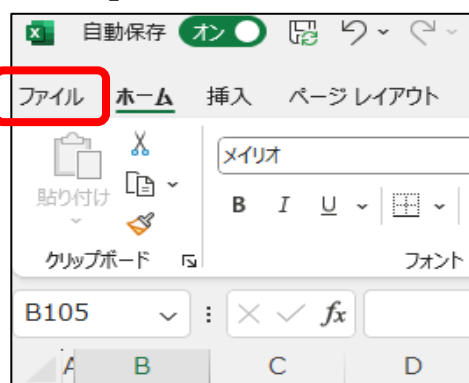 自動保存 オン
ファイル ホーム 挿入 ページ レイアウト
メイリオ
貼り付け
B I U
クリップボード フォント
B105 fx
A B C D